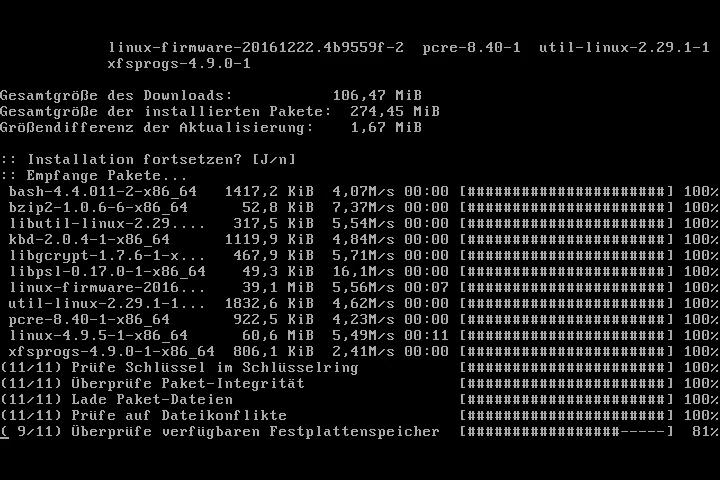 linux-firmware-20161222.4b9559f-2  pcre-8.40-1  util-linux-2.29.1-1
xfsprogs-4.9.0-1
Gesamtgröße des Downloads:           106,47 MiB
Gesamtgröße der installierten Pakete:  274,45 MiB
Größendifferenz der Aktualisierung:    1,67 MiB
:: Installation fortsetzen? [J/n]
:: Empfange Pakete...
bash-4.4.011-2-x86_64   1417,2 KiB  4,07M/s 00:00 [######################] 100%
bzip2-1.0.6-6-x86_64      52,8 KiB  7,37M/s 00:00 [######################] 100%
libutil-linux-2.29....   317,5 KiB  5,54M/s 00:00 [######################] 100%
kbd-2.0.4-1-x86_64      1119,9 KiB  4,84M/s 00:00 [######################] 100%
libgcrypt-1.7.6-1-x...   467,9 KiB  5,71M/s 00:00 [######################] 100%
libpsl-0.17.0-1-x86_64    49,3 KiB  16,1M/s 00:00 [######################] 100%
linux-firmware-2016...    39,1 MiB  5,56M/s 00:07 [######################] 100%
util-linux-2.29.1-1...  1832,6 KiB  4,62M/s 00:00 [######################] 100%
pcre-8.40-1-x86_64       922,5 KiB  4,23M/s 00:00 [######################] 100%
linux-4.9.5-1-x86_64      60,6 MiB  5,49M/s 00:11 [######################] 100%
xfsprogs-4.9.0-1-x86_64  806,1 KiB  2,41M/s 00:00 [######################] 100%
(11/11) Prüfe Schlüssel im Schlüsselring           [######################] 100%
(11/11) Überprüfe Paket-Integrität                 [######################] 100%
(11/11) Lade Paket-Dateien                         [######################] 100%
(11/11) Prüfe auf Dateikonflikte                   [######################] 100%
( 9/11) Überprüfe verfügbaren Festplattenspeicher  [#################-----]  81%